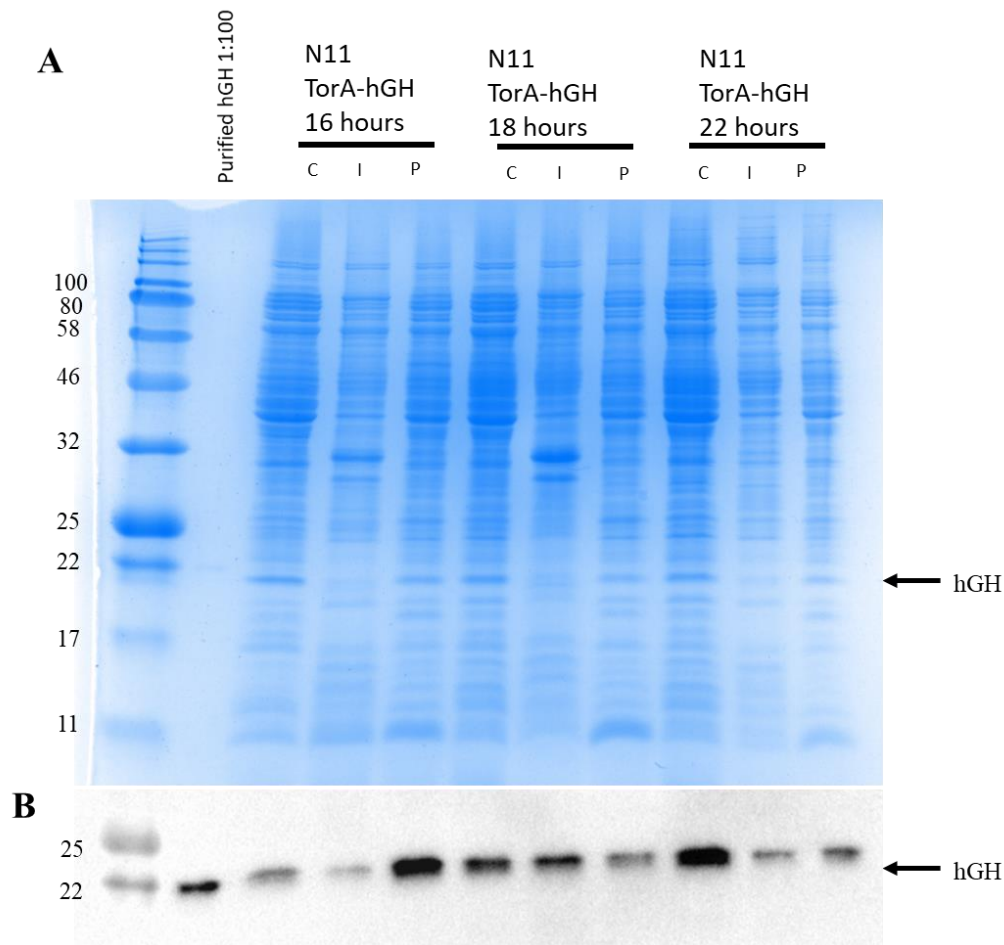 A
Purified hGH 1:100
N11
TorA-hGH
16 hours
N11
TorA-hGH
18 hours
N11
TorA-hGH
22 hours
C I P C I P C I P
100
80
58
46
32
25
22
17
11
hGH
B
25
22
hGH